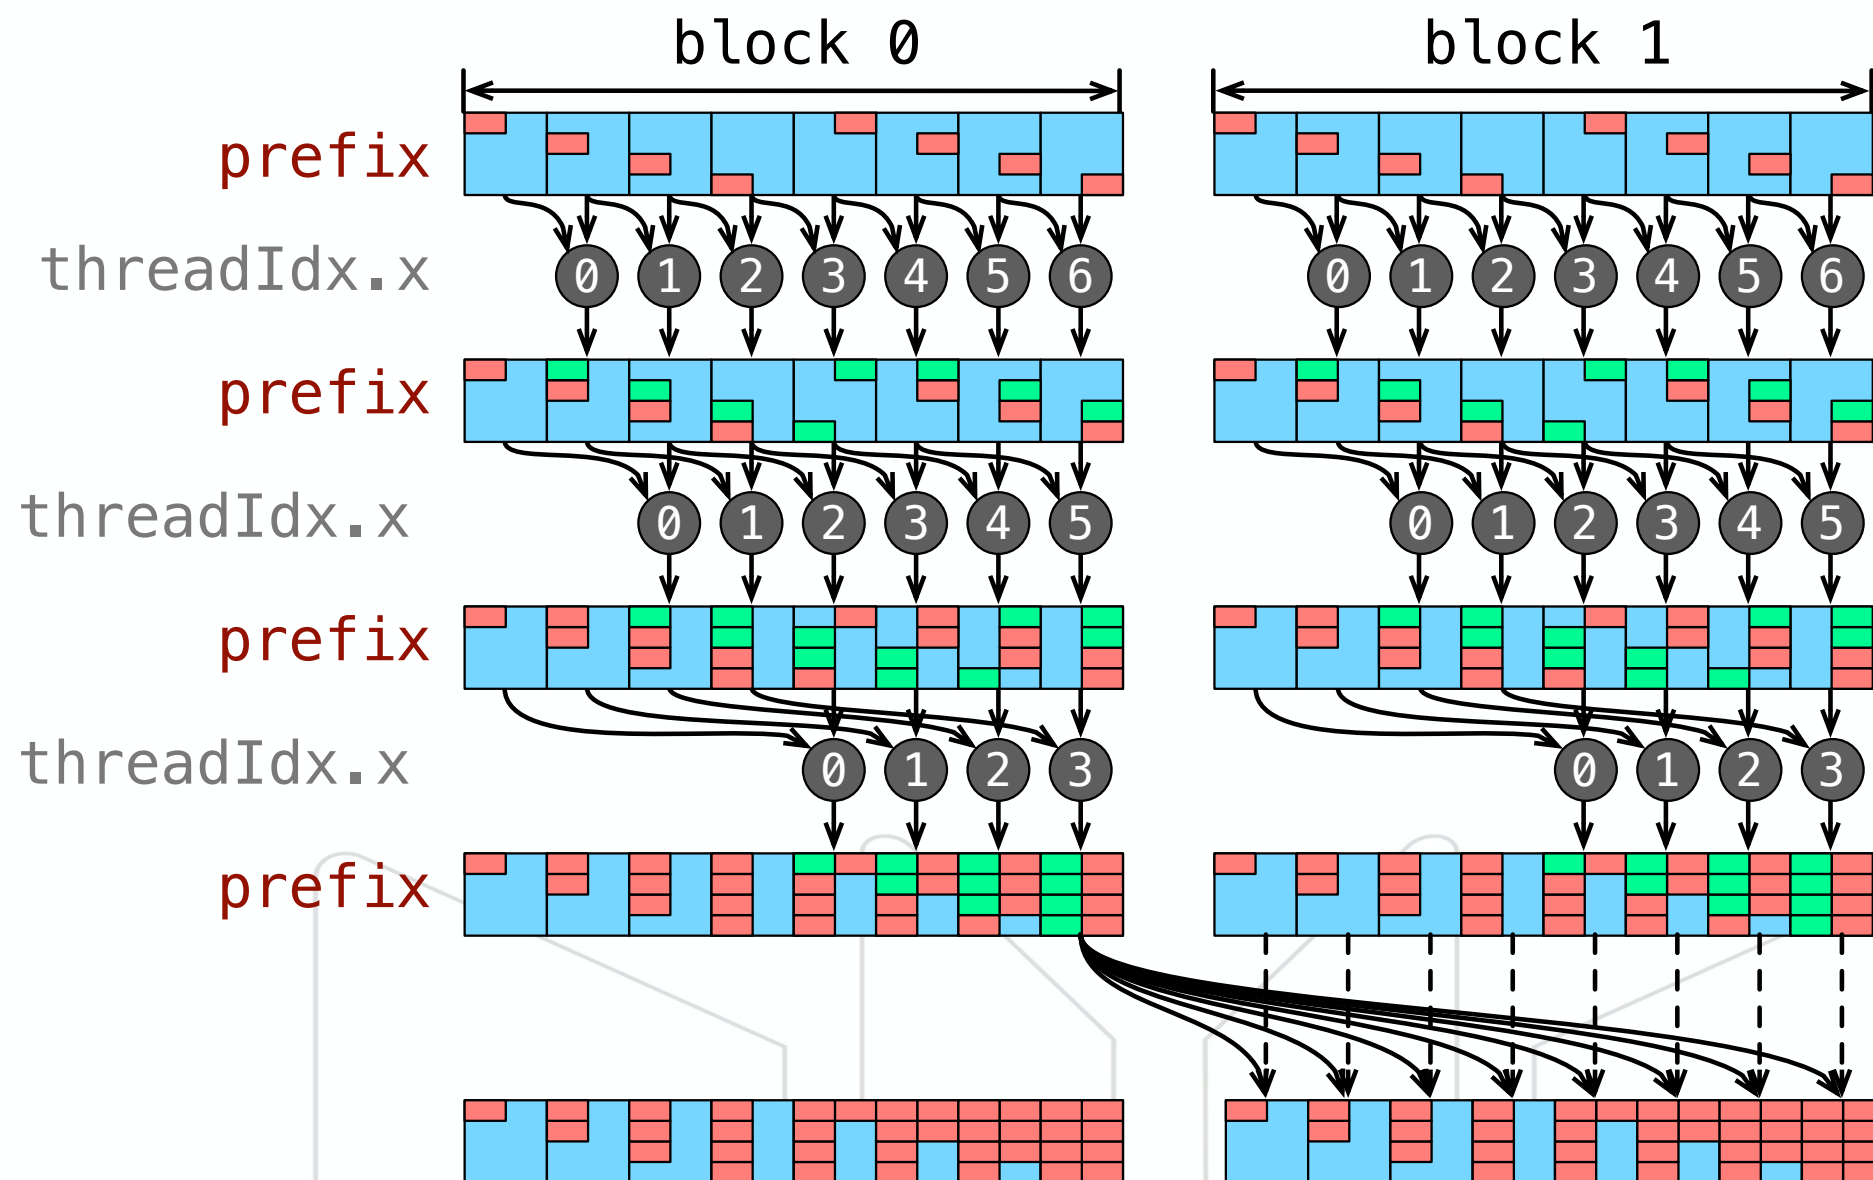 block 0 block 1
prefix
threadIdx.x 0 1 2 3 4 5 6 0 1 2 3 4 5 6
prefix
threadIdx.x 0 1 2 3 4 5 0 1 2 3 4 5
prefix
threadIdx.x 0 1 2 3 0 1 2 3
prefix